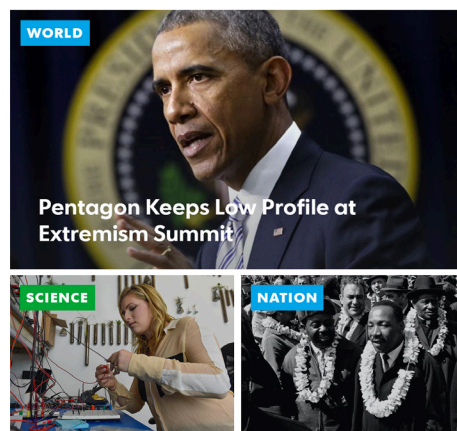 WORLD
Pentagon Keeps Low Profile at
Extremism Summit
SCIENCE
NATION